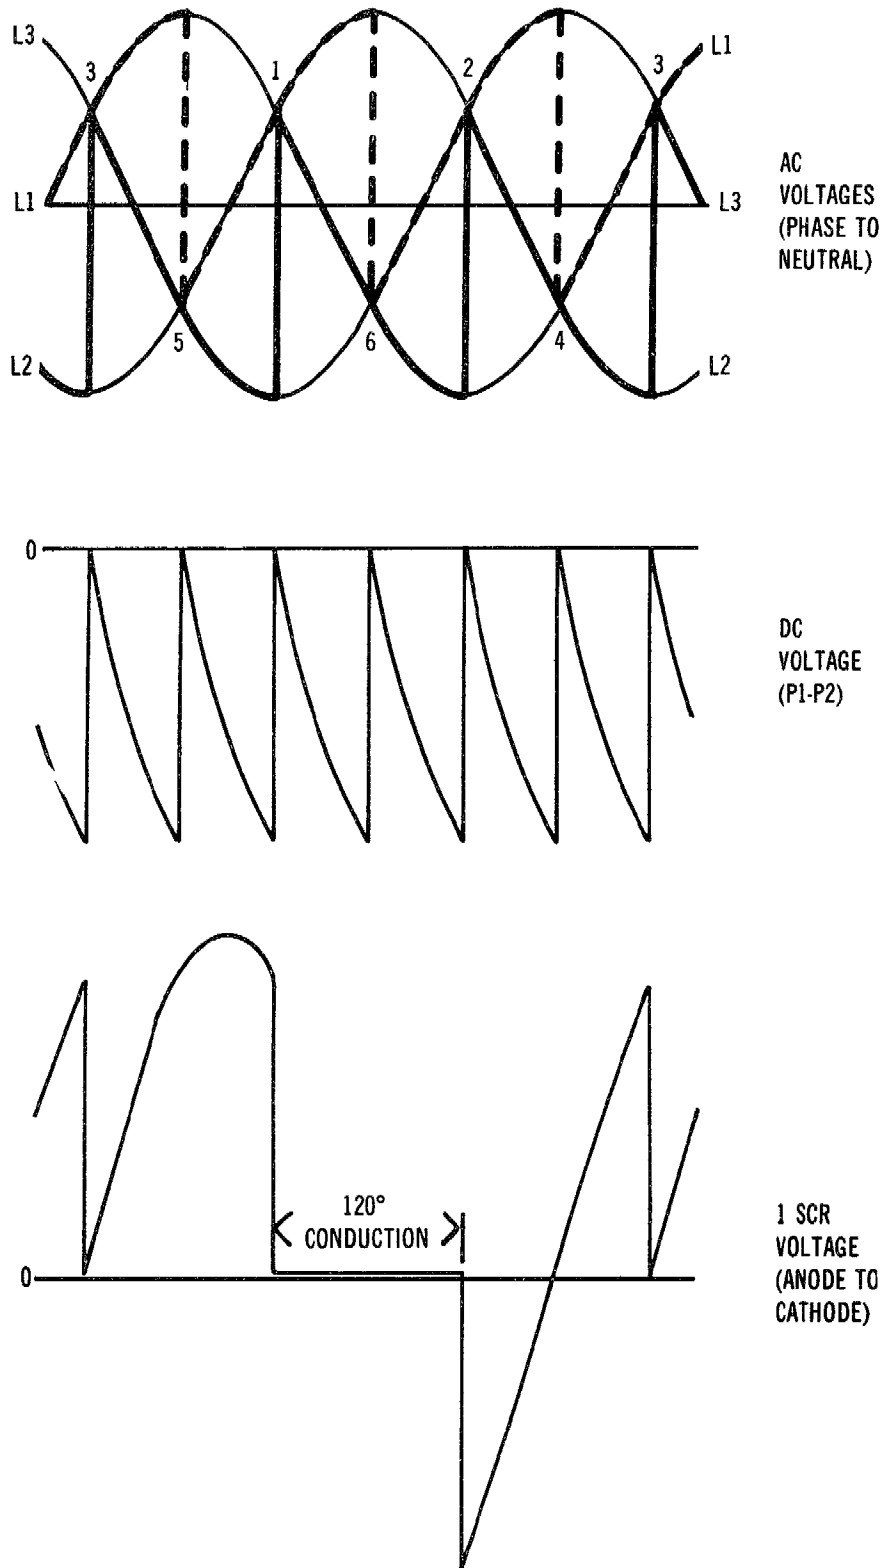 L3
L1
3
1
2
3
L1
L3
L2
5
6
4
L2
AC
VOLTAGES
(PHASE TO
NEUTRAL)
0
DC
VOLTAGE
(P1-P2)
120°
CONDUCTION
0
1 SCR
VOLTAGE
(ANODE TO
CATHODE)